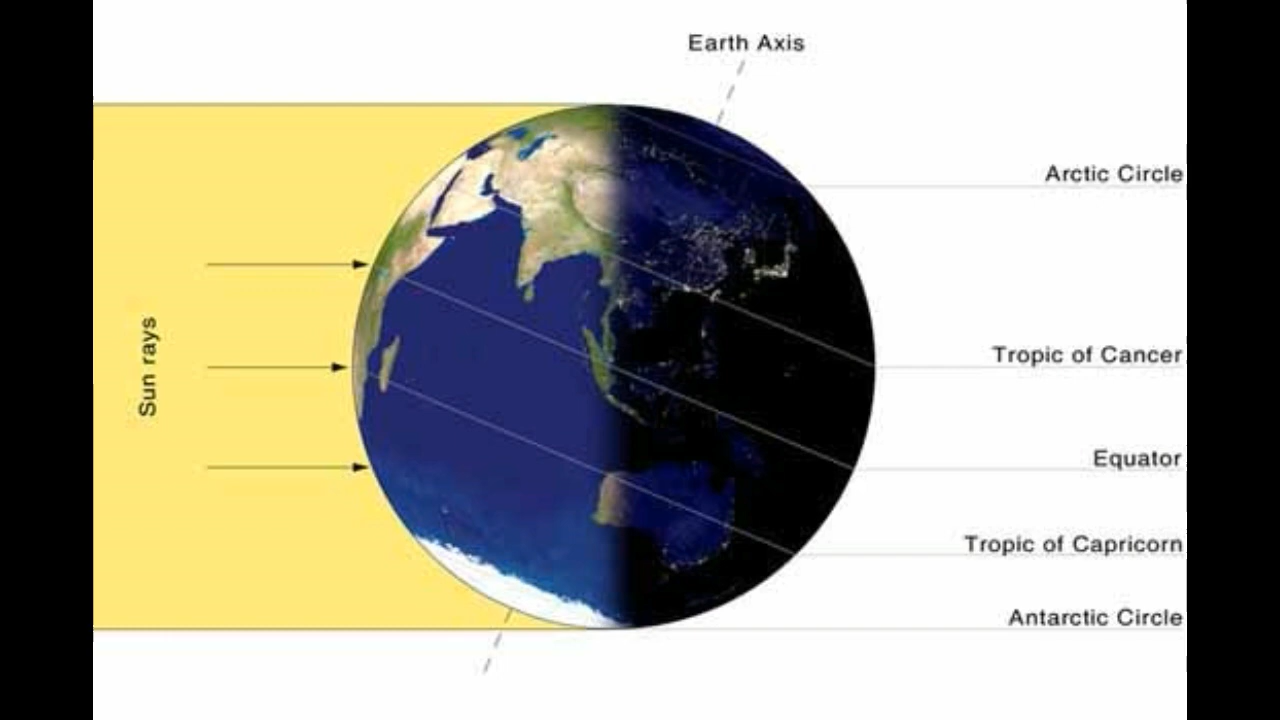 Earth Axis
Arctic Circle
Sun rays
Tropic of Cancer
Equator
Tropic of Capricorn
Antarctic Circle